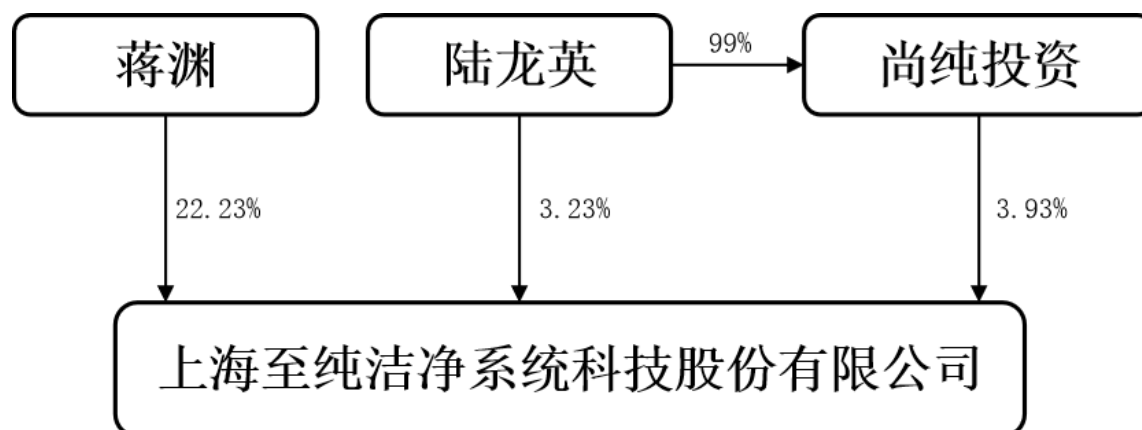 蒋渊
陆龙英
99%
尚纯投资
22.23%
3.23%
3.93%
上海至纯洁净系统科技股份有限公司